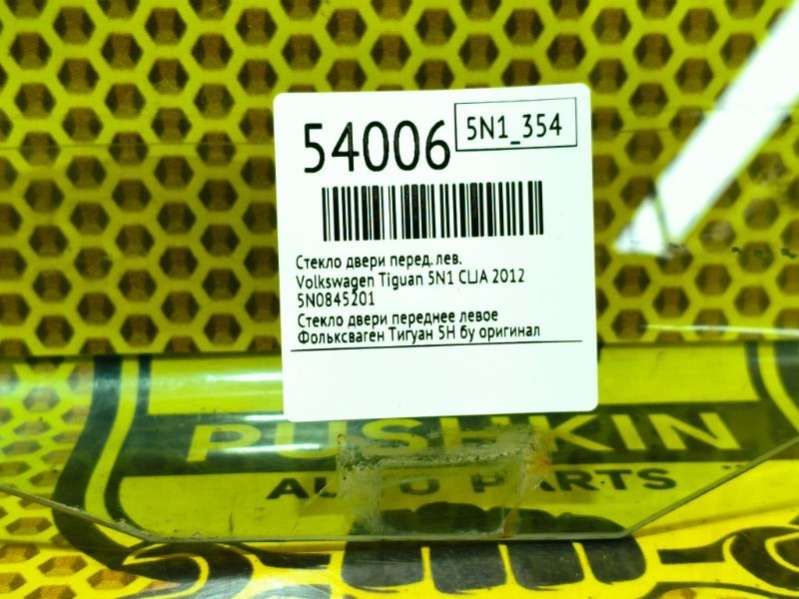 54006
5N1_354
Стекло двери перед. лев.
Volkswagen Tiguan 5N1 CLJA 2012
5N0845201
Стекло двери переднее левое
Фольксваген Тигуан 5Н бу оригинал
PUSHKIN
AUTO PARTS